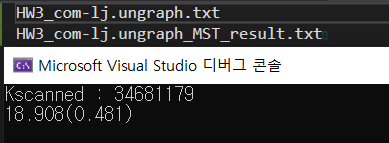 HW3_com-lj.ungraph.txt
HW3_com-lj.ungraph_MST_result.txt
Microsoft Visual Studio 디버그 콘솔
Kscanned : 34681179
18.908(0.481)